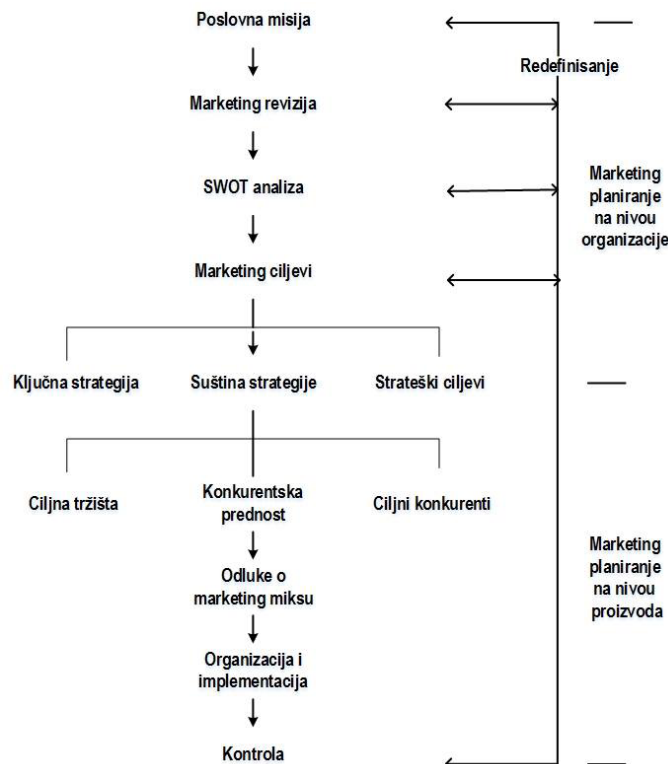 Poslovna misija
Redefinisanje
Marketing revizija
SWOT analiza
Marketing
planiranje
na nivou
organizacije
Marketing ciljevi
Ključna strategija
Suština strategije
Strateški ciljevi
Ciljna tržišta
Konkurentska
prednost
Ciljni konkurenti
Odluke o
marketing miksu
Marketing
planiranje
na nivou
proizvoda
Organizacija i
implementacija
Kontrola